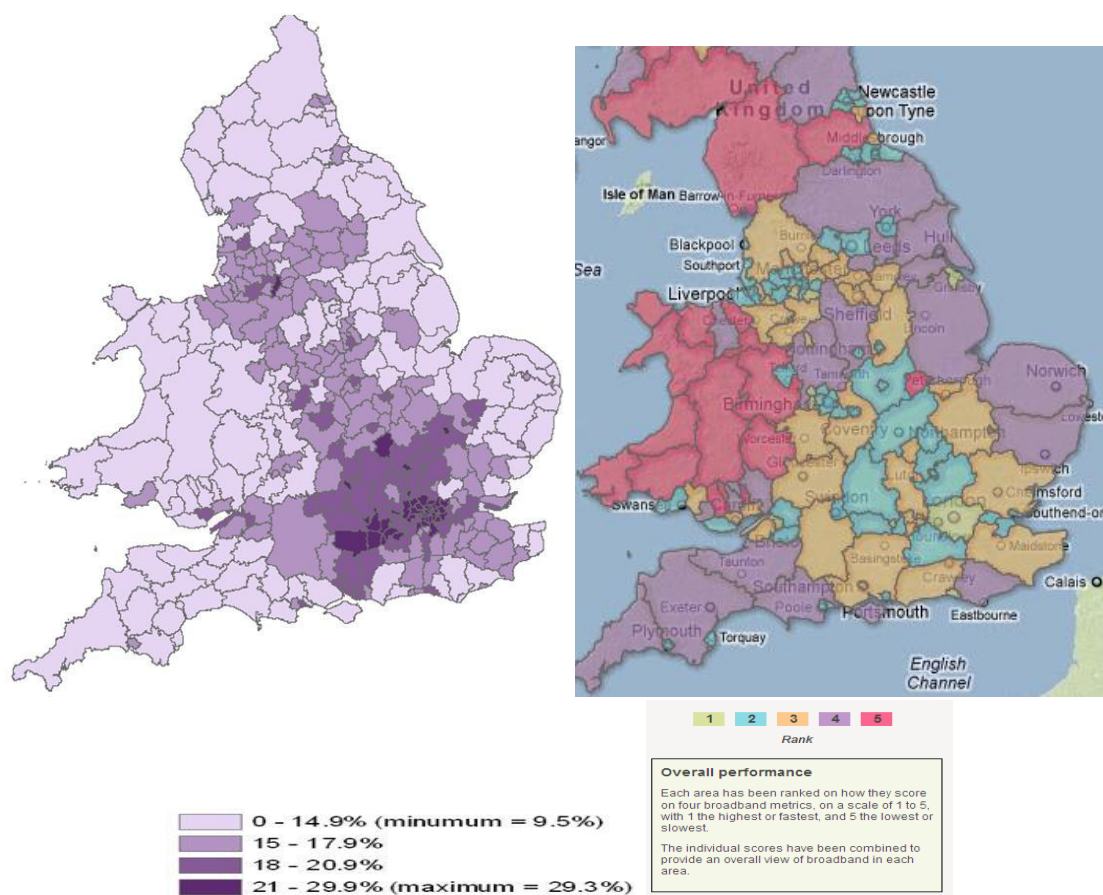 United
Kingdom
Newcastle
upon Tyne
Middlesbrough
Darlington
Isle of Man
Barrow-in-Furness
York
Blackpool
Leeds
Hull
Southport
Sea
Liverpool
Grimsby
Sheffield
Lincoln
Nottingham
Tamworth
Peterborough
Norwich
Birmingham
Worcester
Coventry
Northampton
Gloucester
Ipswich
Chelmsford
Swansea
Cardiff
Swindon
London
Southend-on
Bristol
Basingstoke
Maidstone
Taunton
Southampton
Crawley
Calais
Exeter
Poole
Portsmouth
Eastbourne
Plymouth
Torquay
English
Channel
1 2 3 4 5
Rank
Overall performance
Each area has been ranked on how they score
on four broadband metrics, on a scale of 1 to 5,
with 1 the highest or fastest, and 5 the lowest or
slowest.
The individual scores have been combined to
provide an overall view of broadband in each
area.
0 - 14.9% (minumum = 9.5%)
15 - 17.9%
18 - 20.9%
21 - 29.9% (maximum = 29.3%)